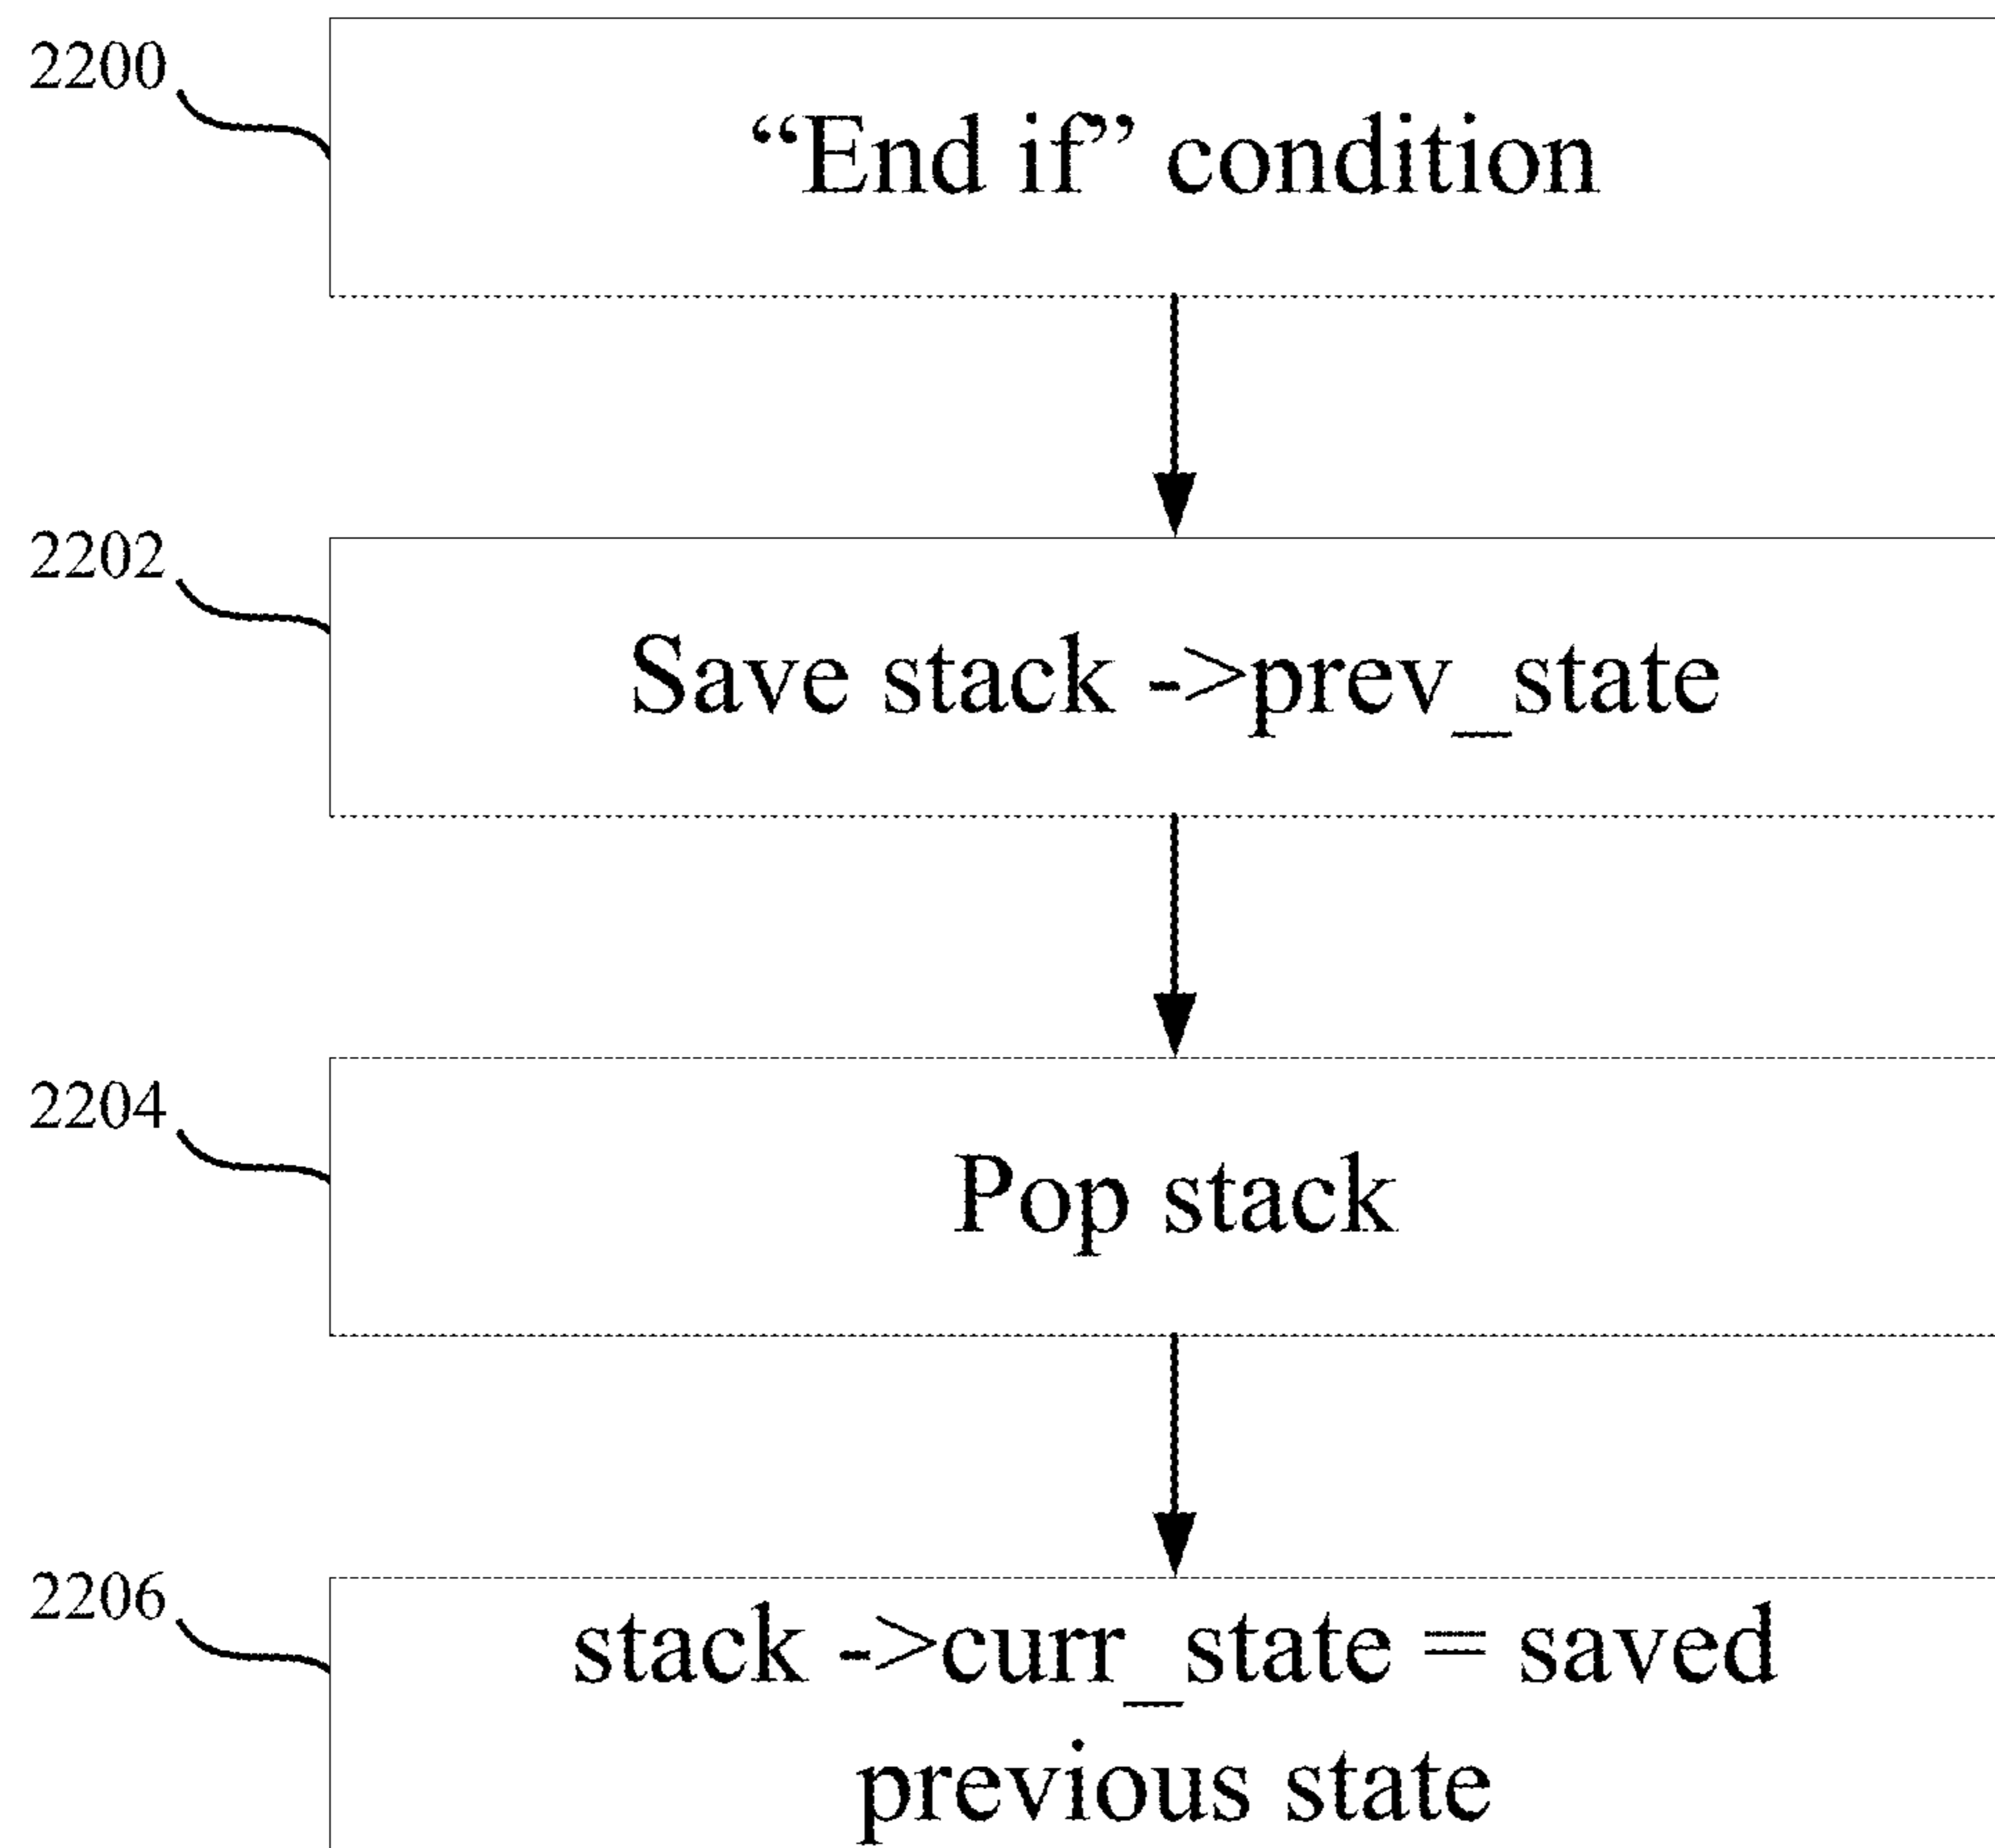 2200
“End if” condition
2202
Save stack ->prev_state
2204
Pop stack
2206
stack ->curr_state = saved
previous state